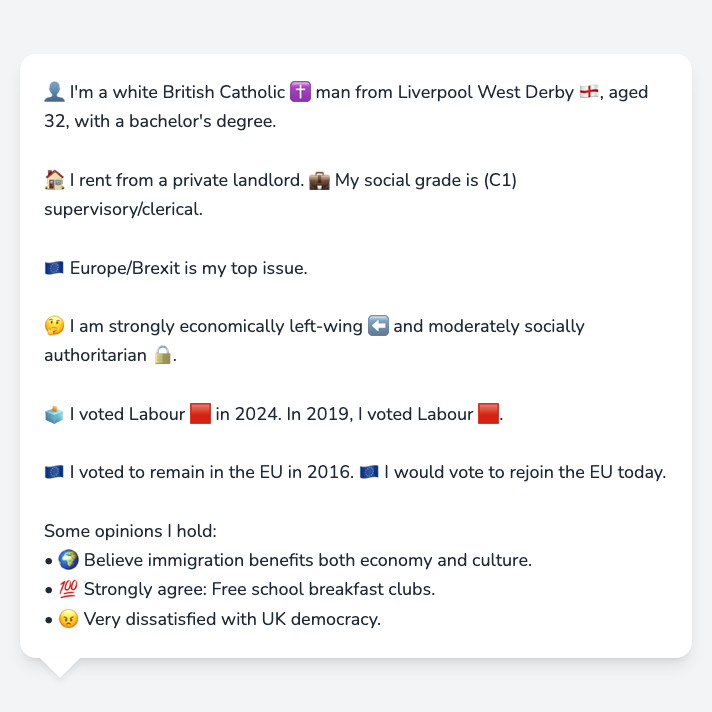 👤 I'm a white British Catholic ✝️ man from Liverpool West Derby 🏴󠁧󠁢󠁥󠁮󠁧󠁿, aged
32, with a bachelor's degree.
🏠 I rent from a private landlord. 💼 My social grade is (C1)
supervisory/clerical.
🇪🇺 Europe/Brexit is my top issue.
🤔 I am strongly economically left-wing ⬅️ and moderately socially
authoritarian 🔒.
🗳️ I voted Labour 🟥 in 2024. In 2019, I voted Labour 🟥.
🇪🇺 I voted to remain in the EU in 2016. 🇪🇺 I would vote to rejoin the EU today.
Some opinions I hold:
• 🌍 Believe immigration benefits both economy and culture.
• 💯 Strongly agree: Free school breakfast clubs.
• 😠 Very dissatisfied with UK democracy.